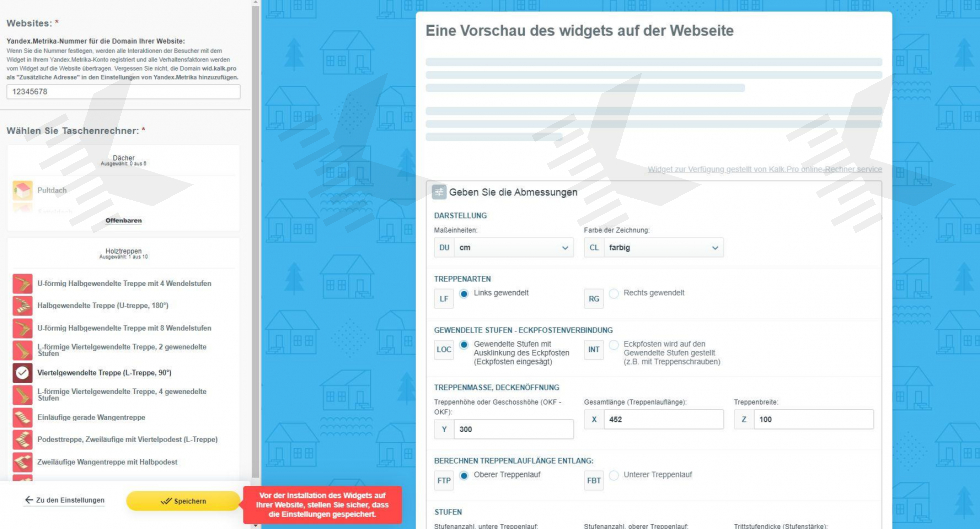 Websites: *
Yandex.Metrika-Nummer für die Domain Ihrer Website:
Wenn Sie die Nummer festlegen, werden alle Interaktionen der Besucher mit dem
Widget in Ihrem Yandex.Metrika-Konto registriert und alle Verhaltensfaktoren werden
vom Widget auf die Website übertragen. Vergessen Sie nicht, die Domain wid.kalk.pro
als "Zusätzliche Adresse" in den Einstellungen von Yandex.Metrika hinzuzufügen.
12345678
Wählen Sie Taschenrechner: *
Dächer
Ausgewählt: 0 aus 6
Pultdach
Offenbaren
Holztreppen
Ausgewählt: 1 aus 10
U-förmig Halbgewendelte Treppe mit 4 Wendelstufen
Halbgewendelte Treppe (U-treppe, 180°)
U-förmig Halbgewendelte Treppe mit 8 Wendelstufen
L-förmige Viertelgewendelte Treppe, 2 gewenedelte
Stufen
Viertelgewendelte Treppe (L-Treppe, 90°)
L-förmige Viertelgewendelte Treppe, 4 gewenedelte
Stufen
Einläufige gerade Wangentreppe
Podesttreppe, Zweiläufige mit Viertelpodest (L-Treppe)
Zweiläufige Wangentreppe mit Halbpodest
Zu den Einstellungen
Speichern
Vor der Installation des Widgets auf
Ihrer Website, stellen Sie sicher, dass
die Einstellungen gespeichert.
Eine Vorschau des widgets auf der Webseite
Widget zur Verfügung gestellt von Kalk.Pro online-Rechner service
Geben Sie die Abmessungen
DARSTELLUNG
Maßeinheiten:
DU cm
Farbe der Zeichnung:
CL farbig
TREPPENARTEN
LF Links gewendelt
RG Rechts gewendelt
GEWENDELTE STUFEN - ECKPFOSTENVERBINDUNG
LOC Gewendelte Stufen mit
Ausklinkung des Eckpfosten
(Eckpfosten eingesägt)
INT Eckpfosten wird auf den
Gewendelte Stufen gestellt
(z.B. mit Treppenschrauben)
TREPPENMASSE, DECKENÖFFNUNG
Treppenhöhe oder Geschosshöhe (OKF -
OKF):
Y 300
Gesamtlänge (Treppenlauflänge):
X 452
Treppenbreite:
Z 100
BERECHNEN TREPPENLAUFLÄNGE ENTLANG:
FTP Oberer Treppenlauf
FBT Unterer Treppenlauf
STUFEN
Stufenanzahl, untere Treppenlauf:
Stufenanzahl, oberer Treppenlauf:
Trittstufendicke (Stufenstärke):